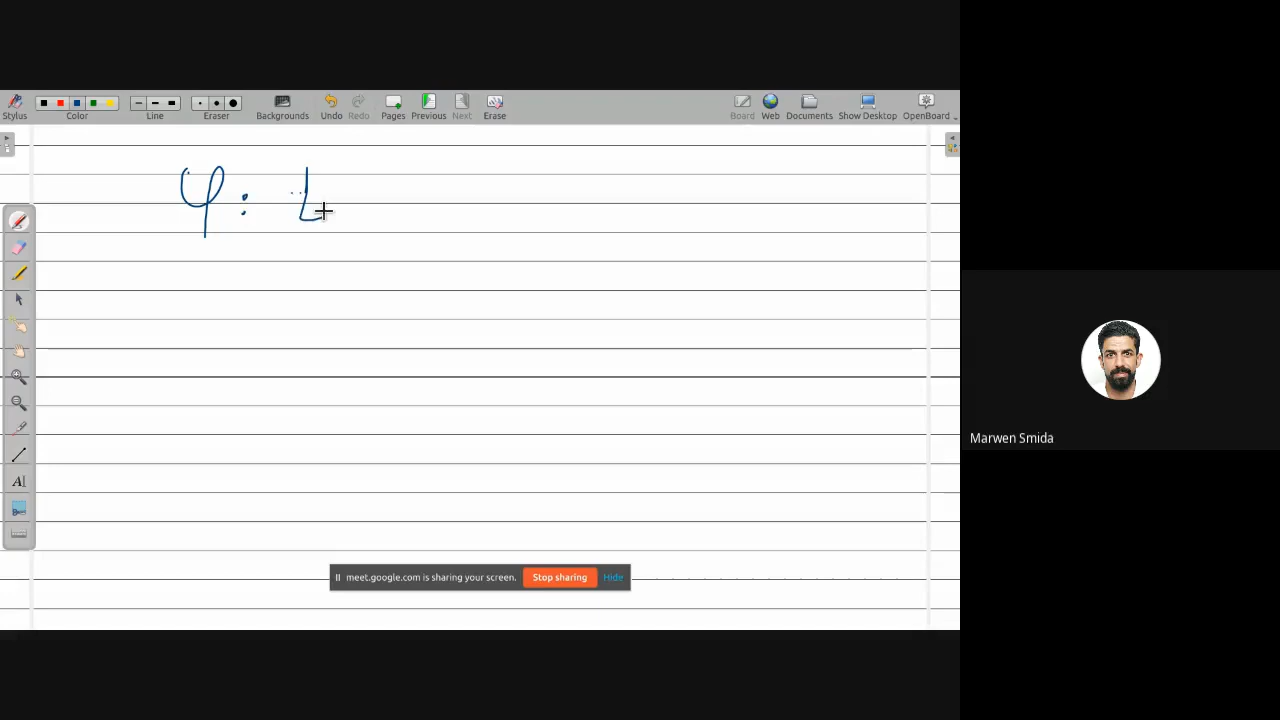 Stylus Color Line Eraser Backgrounds Undo Redo Pages Previous Next Erase Board Web Documents Show Desktop OpenBoard
φ : L
meet.google.com is sharing your screen. Stop sharing Hide
Marwen Smida